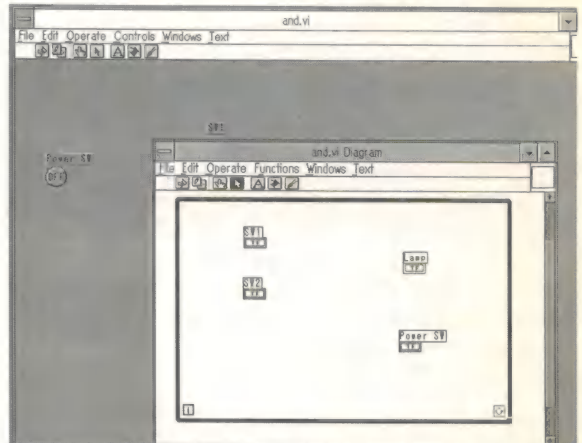 and.vi
File Edit Operate Controls Windows Text
SW1
Power SW
OFF
and.vi Diagram
File Edit Operate Functions Windows Text
SW1
TF
SW2
TF
Lamp
TF
Power SW
TF
i